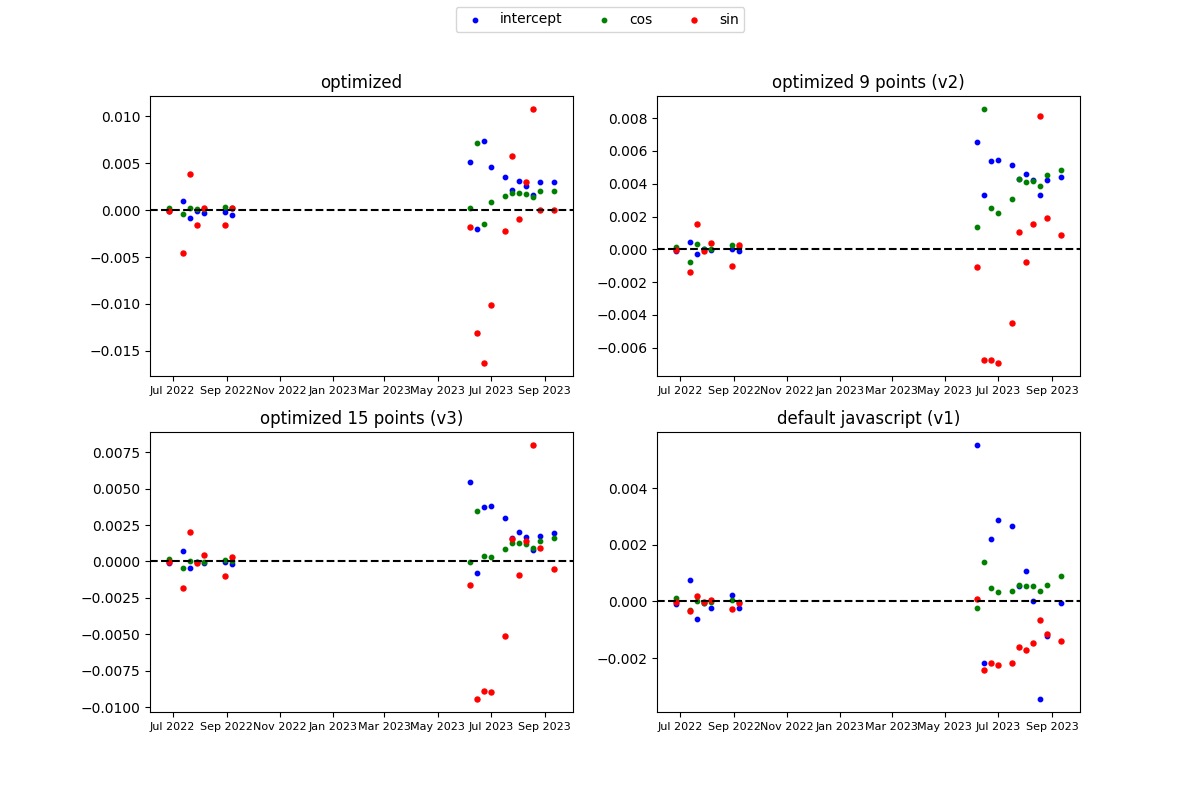 intercept cos sin
optimized
0.010
0.005
0.000
−0.005
−0.010
−0.015
Jul 2022 Sep 2022 Nov 2022 Jan 2023 Mar 2023 May 2023 Jul 2023 Sep 2023
optimized 9 points (v2)
0.008
0.006
0.004
0.002
0.000
−0.002
−0.004
−0.006
Jul 2022 Sep 2022 Nov 2022 Jan 2023 Mar 2023 May 2023 Jul 2023 Sep 2023
optimized 15 points (v3)
0.0075
0.0050
0.0025
0.0000
−0.0025
−0.0050
−0.0075
−0.0100
Jul 2022 Sep 2022 Nov 2022 Jan 2023 Mar 2023 May 2023 Jul 2023 Sep 2023
default javascript (v1)
0.004
0.002
0.000
−0.002
Jul 2022 Sep 2022 Nov 2022 Jan 2023 Mar 2023 May 2023 Jul 2023 Sep 2023